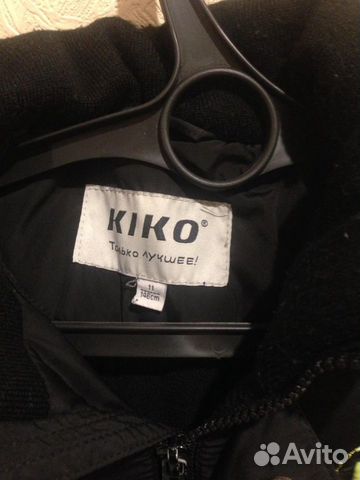 KIKO®
Только лучшее!
11
146cm
Avito